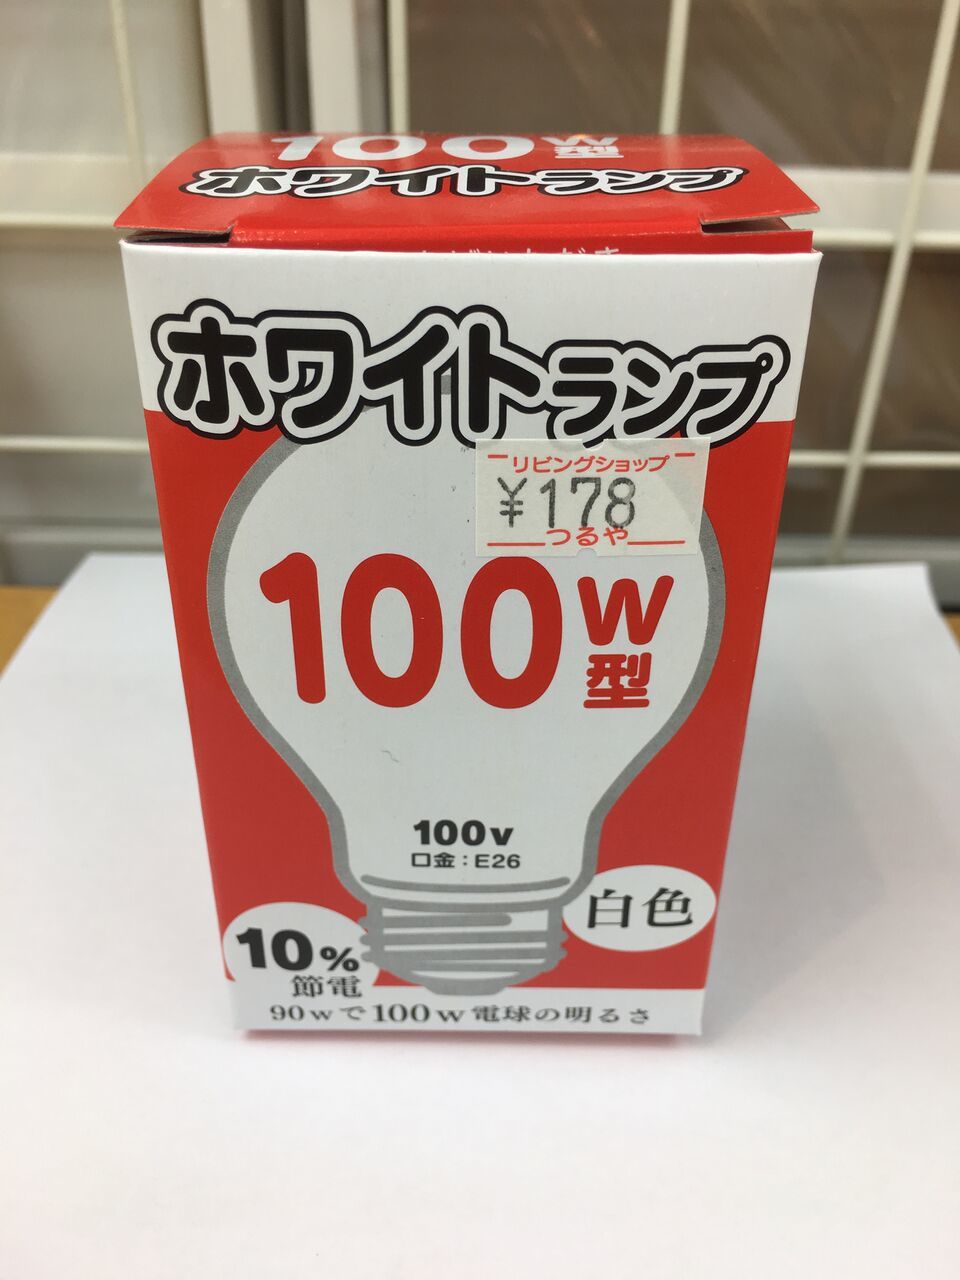 100W型
ホワイトランプ
ホワイトランプ
リビングショップ
¥178
つるや
100W型
100V
口金：E26
白色
10%
節電
90Wで100W電球の明るさ